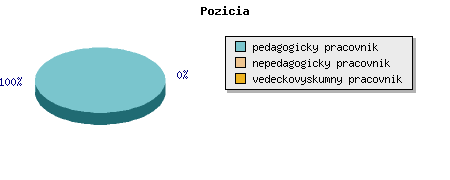 Pozicia
pedagogicky pracovnik
nepedagogicky pracovnik
vedeckovyskumny pracovnik
100%
0%